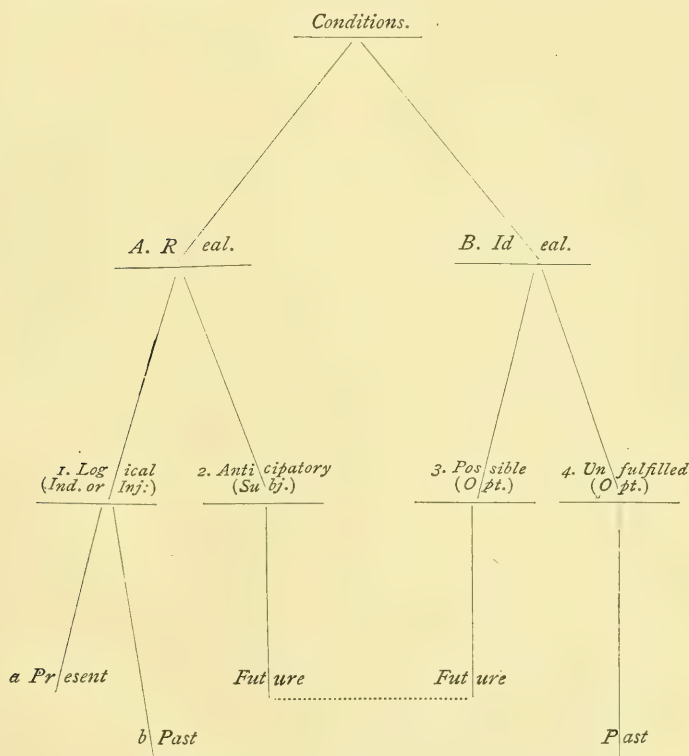 Conditions.
A. Real.
B. Ideal.
1. Logical
(Ind. or Inj:)
2. Anticipatory
(Subj.)
3. Possible
(Opt.)
4. Unfulfilled
(Opt.)
a Present
Future
Future
b Past
Past